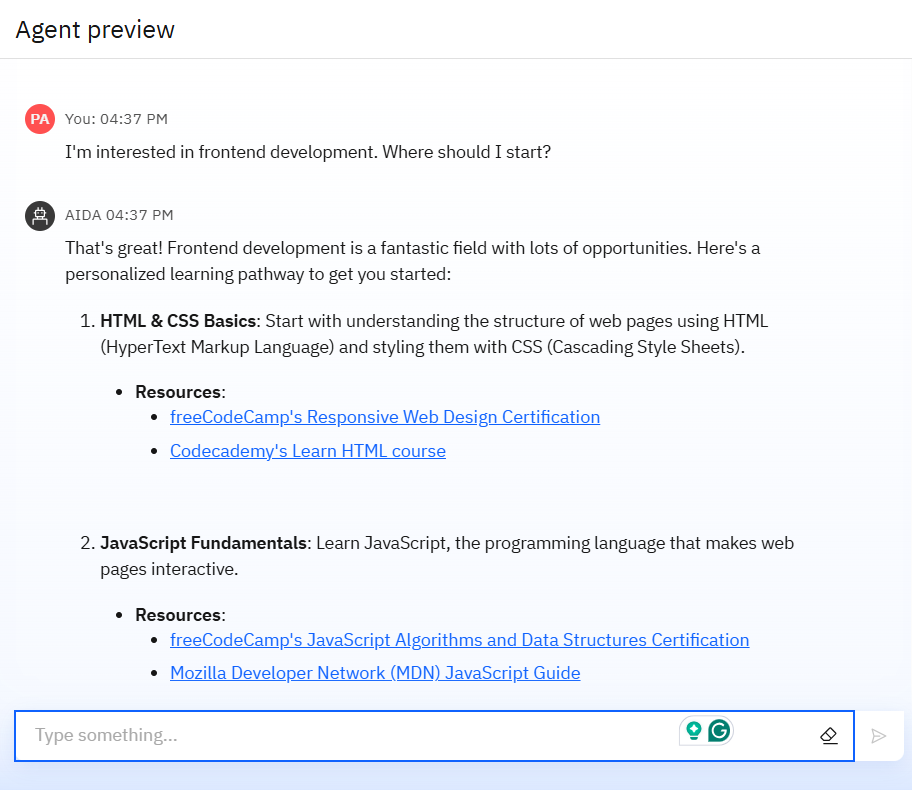 Agent preview
PA
You: 04:37 PM
I'm interested in frontend development. Where should I start?
AIDA 04:37 PM
That's great! Frontend development is a fantastic field with lots of opportunities. Here's a
personalized learning pathway to get you started:
1. HTML & CSS Basics: Start with understanding the structure of web pages using HTML
(HyperText Markup Language) and styling them with CSS (Cascading Style Sheets).
• Resources:
• freeCodeCamp's Responsive Web Design Certification
• Codecademy's Learn HTML course
2. JavaScript Fundamentals: Learn JavaScript, the programming language that makes web
pages interactive.
• Resources:
• freeCodeCamp's JavaScript Algorithms and Data Structures Certification
• Mozilla Developer Network (MDN) JavaScript Guide
Type something...